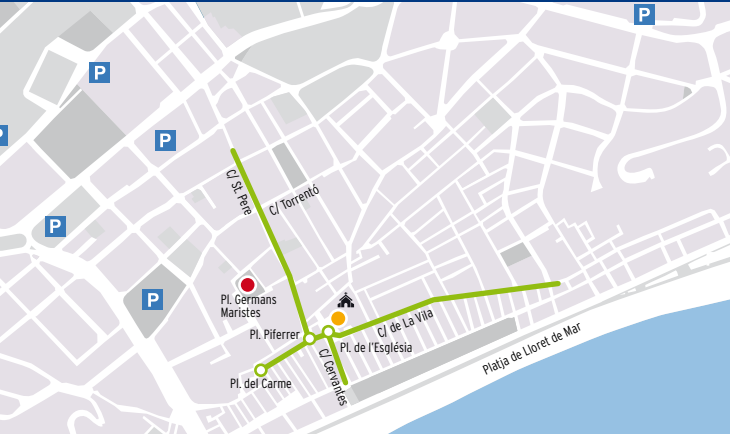 P
P
P
P
P
P
C/ St. Pere
C/ Torrentó
Pl. Germans
Maristes
Pl. Piferrer
C/ de La Vila
Pl. de l'Església
Platja de Lloret de Mar
C/ Cervantes
Pl. del Carme